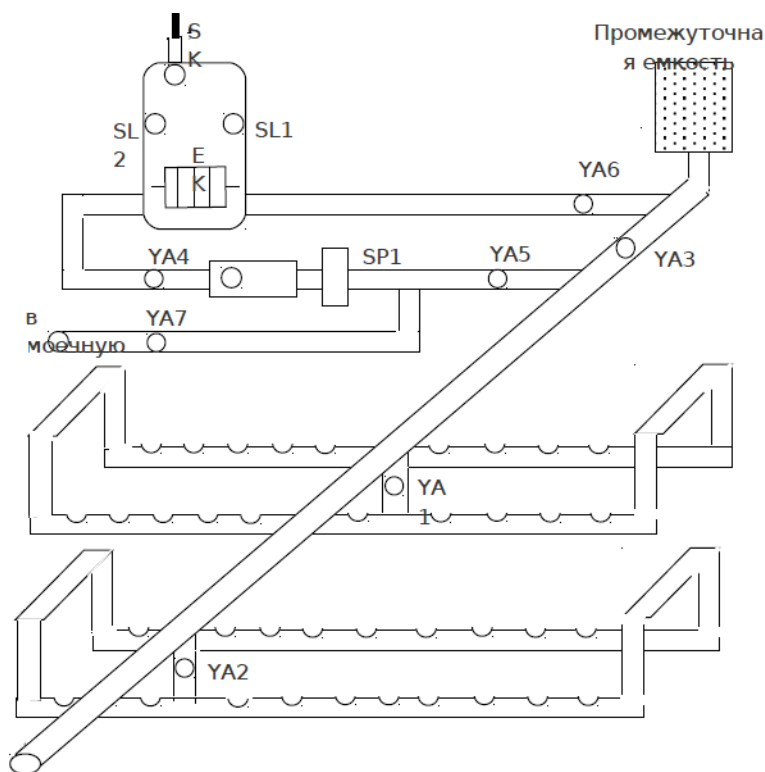 S
K
Промежуточна
я емкость
SL
2
SL1
E
K
YA6
YA4
SP1
YA5
YA3
в
моечную
YA7
YA
1
YA2